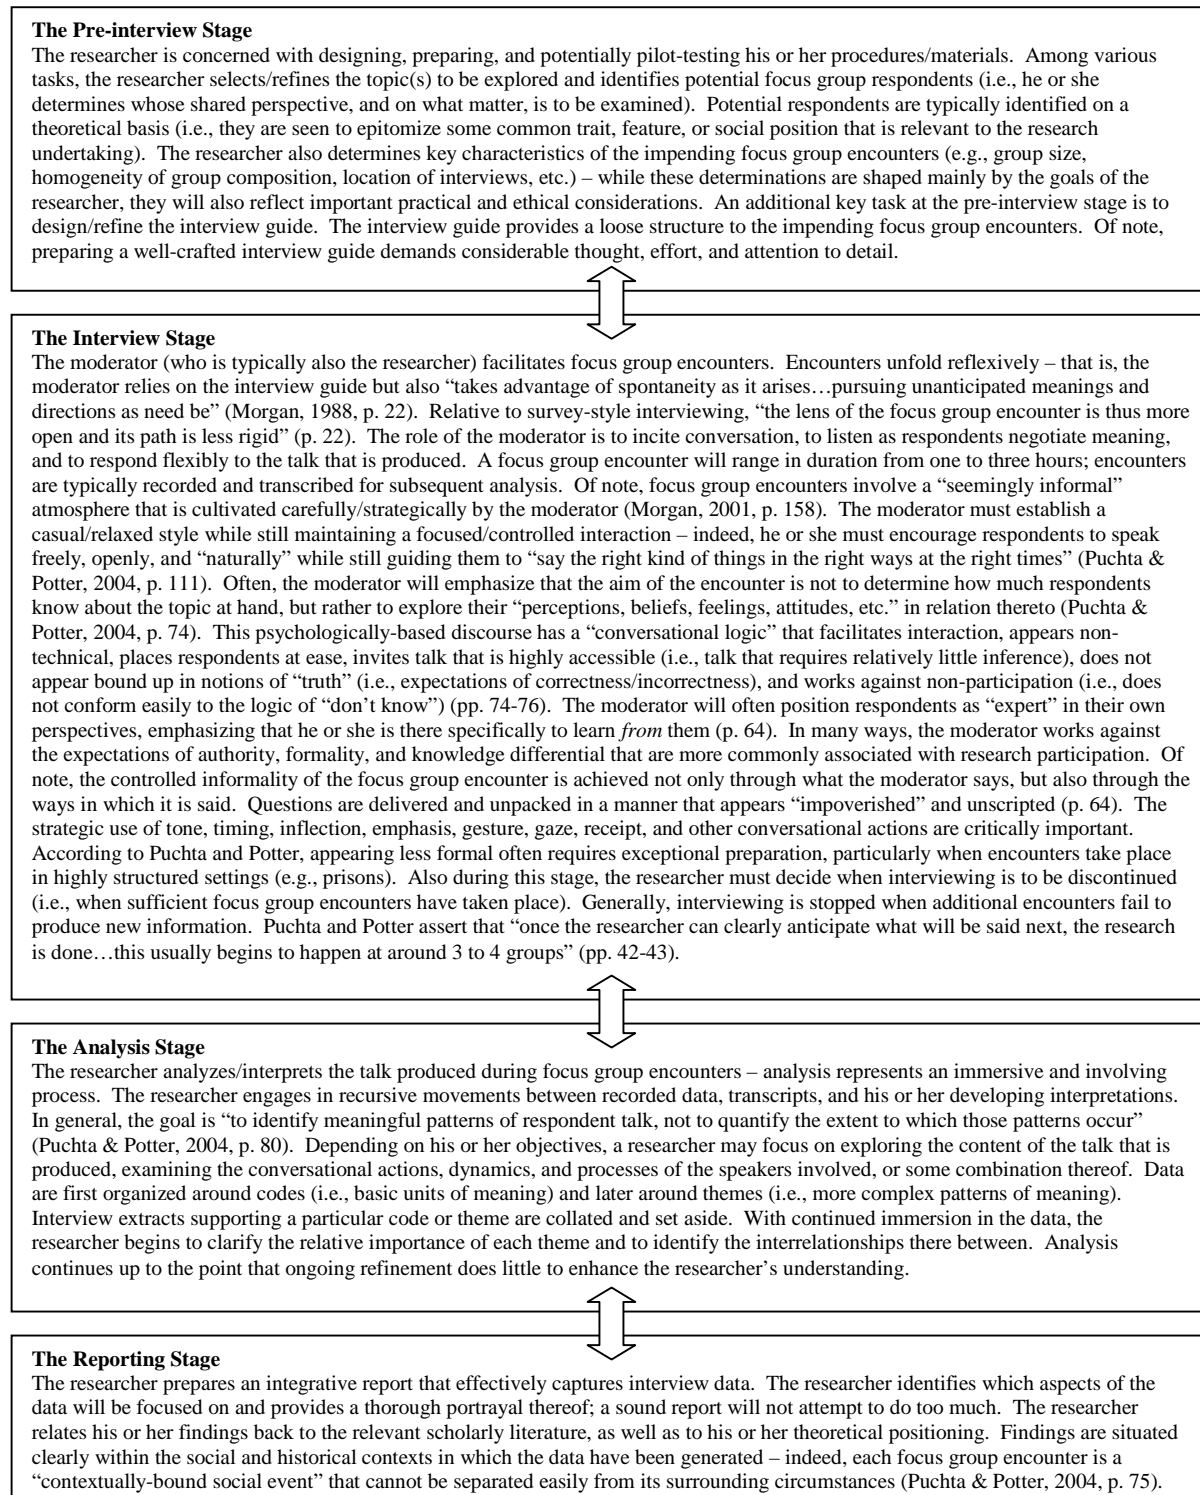 The Pre-interview Stage
The researcher is concerned with designing, preparing, and potentially pilot-testing his or her procedures/materials.  Among various
tasks, the researcher selects/refines the topic(s) to be explored and identifies potential focus group respondents (i.e., he or she
determines whose shared perspective, and on what matter, is to be examined).  Potential respondents are typically identified on a
theoretical basis (i.e., they are seen to epitomize some common trait, feature, or social position that is relevant to the research
undertaking).  The researcher also determines key characteristics of the impending focus group encounters (e.g., group size,
homogeneity of group composition, location of interviews, etc.) – while these determinations are shaped mainly by the goals of the
researcher, they will also reflect important practical and ethical considerations.  An additional key task at the pre-interview stage is to
design/refine the interview guide.  The interview guide provides a loose structure to the impending focus group encounters.  Of note,
preparing a well-crafted interview guide demands considerable thought, effort, and attention to detail.
The Interview Stage
The moderator (who is typically also the researcher) facilitates focus group encounters.  Encounters unfold reflexively – that is, the
moderator relies on the interview guide but also “takes advantage of spontaneity as it arises…pursuing unanticipated meanings and
directions as need be” (Morgan, 1988, p. 22).  Relative to survey-style interviewing, “the lens of the focus group encounter is thus more
open and its path is less rigid” (p. 22).  The role of the moderator is to incite conversation, to listen as respondents negotiate meaning,
and to respond flexibly to the talk that is produced.  A focus group encounter will range in duration from one to three hours; encounters
are typically recorded and transcribed for subsequent analysis.  Of note, focus group encounters involve a “seemingly informal”
atmosphere that is cultivated carefully/strategically by the moderator (Morgan, 2001, p. 158).  The moderator must establish a
casual/relaxed style while still maintaining a focused/controlled interaction – indeed, he or she must encourage respondents to speak
freely, openly, and “naturally” while still guiding them to “say the right kind of things in the right ways at the right times” (Puchta &
Potter, 2004, p. 111).  Often, the moderator will emphasize that the aim of the encounter is not to determine how much respondents
know about the topic at hand, but rather to explore their “perceptions, beliefs, feelings, attitudes, etc.” in relation thereto (Puchta &
Potter, 2004, p. 74).  This psychologically-based discourse has a “conversational logic” that facilitates interaction, appears non-
technical, places respondents at ease, invites talk that is highly accessible (i.e., talk that requires relatively little inference), does not
appear bound up in notions of “truth” (i.e., expectations of correctness/incorrectness), and works against non-participation (i.e., does
not conform easily to the logic of “don’t know”) (pp. 74-76).  The moderator will often position respondents as “expert” in their own
perspectives, emphasizing that he or she is there specifically to learn from them (p. 64).  In many ways, the moderator works against
the expectations of authority, formality, and knowledge differential that are more commonly associated with research participation.  Of
note, the controlled informality of the focus group encounter is achieved not only through what the moderator says, but also through the
ways in which it is said.  Questions are delivered and unpacked in a manner that appears “impoverished” and unscripted (p. 64).  The
strategic use of tone, timing, inflection, emphasis, gesture, gaze, receipt, and other conversational actions are critically important.
According to Puchta and Potter, appearing less formal often requires exceptional preparation, particularly when encounters take place
in highly structured settings (e.g., prisons).  Also during this stage, the researcher must decide when interviewing is to be discontinued
(i.e., when sufficient focus group encounters have taken place).  Generally, interviewing is stopped when additional encounters fail to
produce new information.  Puchta and Potter assert that “once the researcher can clearly anticipate what will be said next, the research
is done…this usually begins to happen at around 3 to 4 groups” (pp. 42-43).
The Analysis Stage
The researcher analyzes/interprets the talk produced during focus group encounters – analysis represents an immersive and involving
process.  The researcher engages in recursive movements between recorded data, transcripts, and his or her developing interpretations.
In general, the goal is “to identify meaningful patterns of respondent talk, not to quantify the extent to which those patterns occur”
(Puchta & Potter, 2004, p. 80).  Depending on his or her objectives, a researcher may focus on exploring the content of the talk that is
produced, examining the conversational actions, dynamics, and processes of the speakers involved, or some combination thereof.  Data
are first organized around codes (i.e., basic units of meaning) and later around themes (i.e., more complex patterns of meaning).
Interview extracts supporting a particular code or theme are collated and set aside.  With continued immersion in the data, the
researcher begins to clarify the relative importance of each theme and to identify the interrelationships there between.  Analysis
continues up to the point that ongoing refinement does little to enhance the researcher’s understanding.
The Reporting Stage
The researcher prepares an integrative report that effectively captures interview data.  The researcher identifies which aspects of the
data will be focused on and provides a thorough portrayal thereof; a sound report will not attempt to do too much.  The researcher
relates his or her findings back to the relevant scholarly literature, as well as to his or her theoretical positioning.  Findings are situated
clearly within the social and historical contexts in which the data have been generated – indeed, each focus group encounter is a
“contextually-bound social event” that cannot be separated easily from its surrounding circumstances (Puchta & Potter, 2004, p. 75).